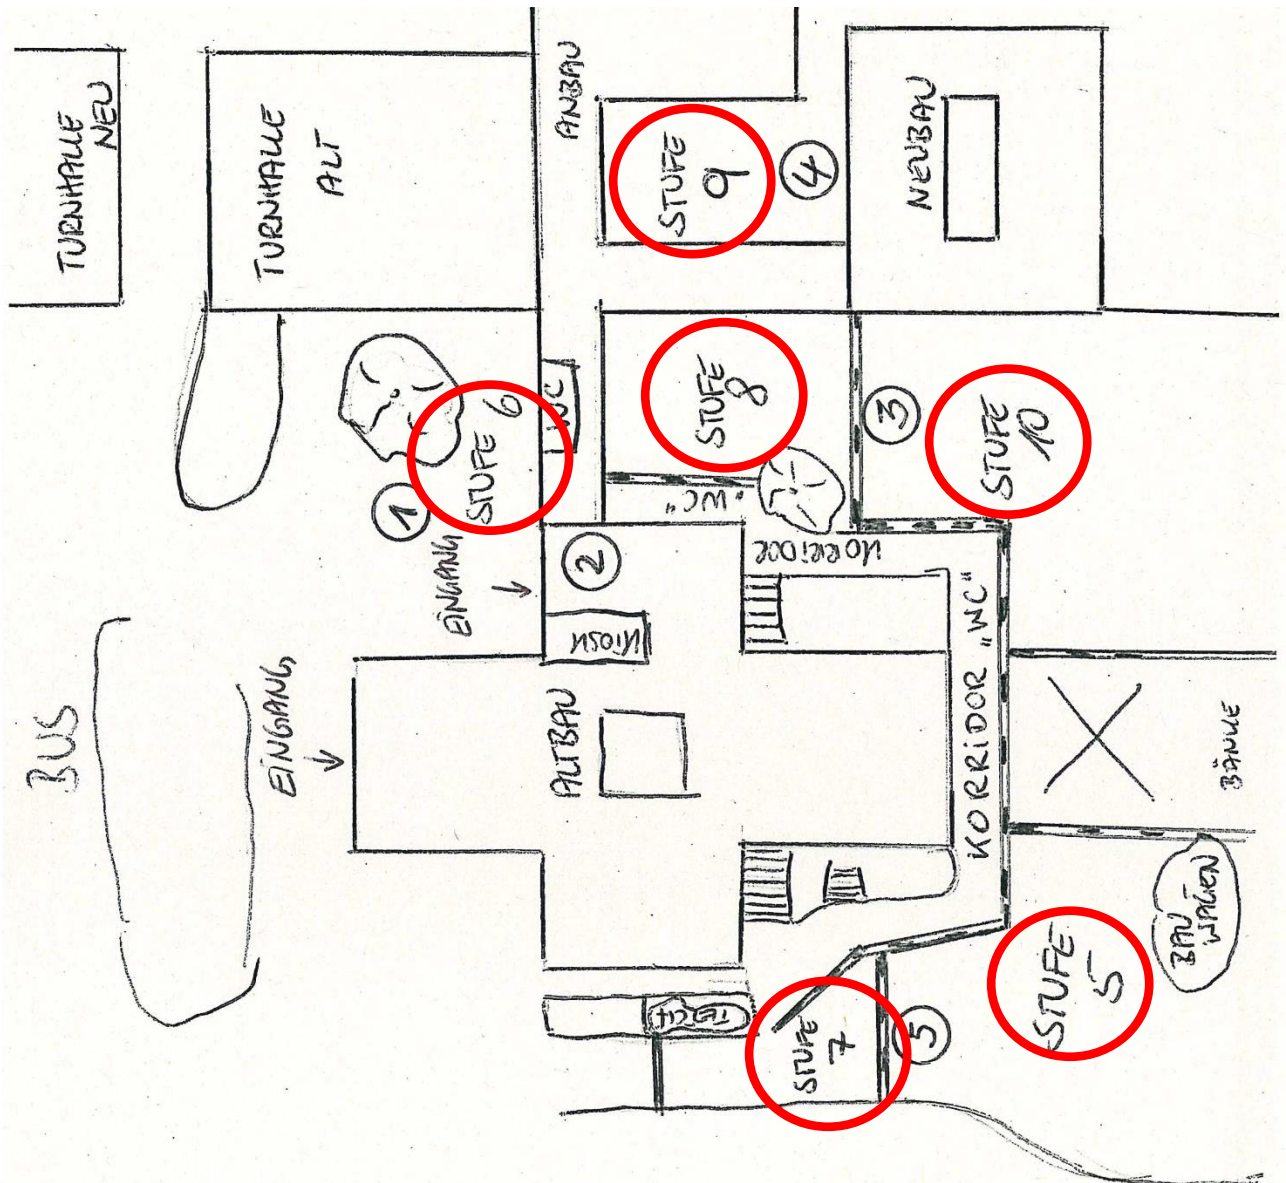 TURNHALLE
NEU
TURNHALLE
ALT
ANBAU
STUFE
9
4
NEUBAU
STUFE
6
1
WC
STUFE
8
3
STUFE
10
"WC"
EINGANG
2
KORRIDOR
KIOSK
KORRIDOR „WC"
BUS
EINGANG
ALTBAU
BÄNKE
BAU
WAGEN
TEICH
STUFE
7
5
STUFE
5